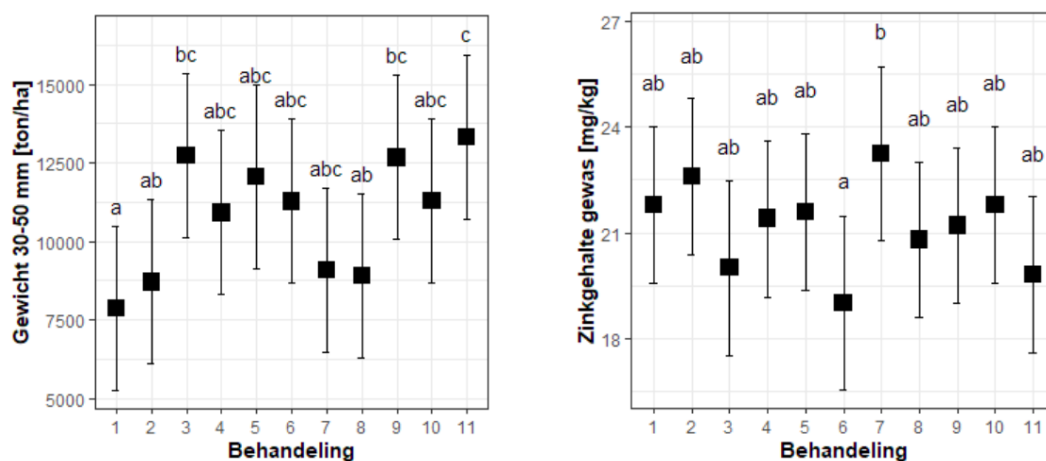 Gewicht 30-50 mm [ton/ha]
15000
12500
10000
7500
5000
a
ab
bc
abc
abc
abc
abc
ab
bc
abc
c
1 2 3 4 5 6 7 8 9 10 11
Behandeling
Zinkgehalte gewas [mg/kg]
27
24
21
18
ab
ab
ab
ab
ab
a
b
ab
ab
ab
ab
1 2 3 4 5 6 7 8 9 10 11
Behandeling